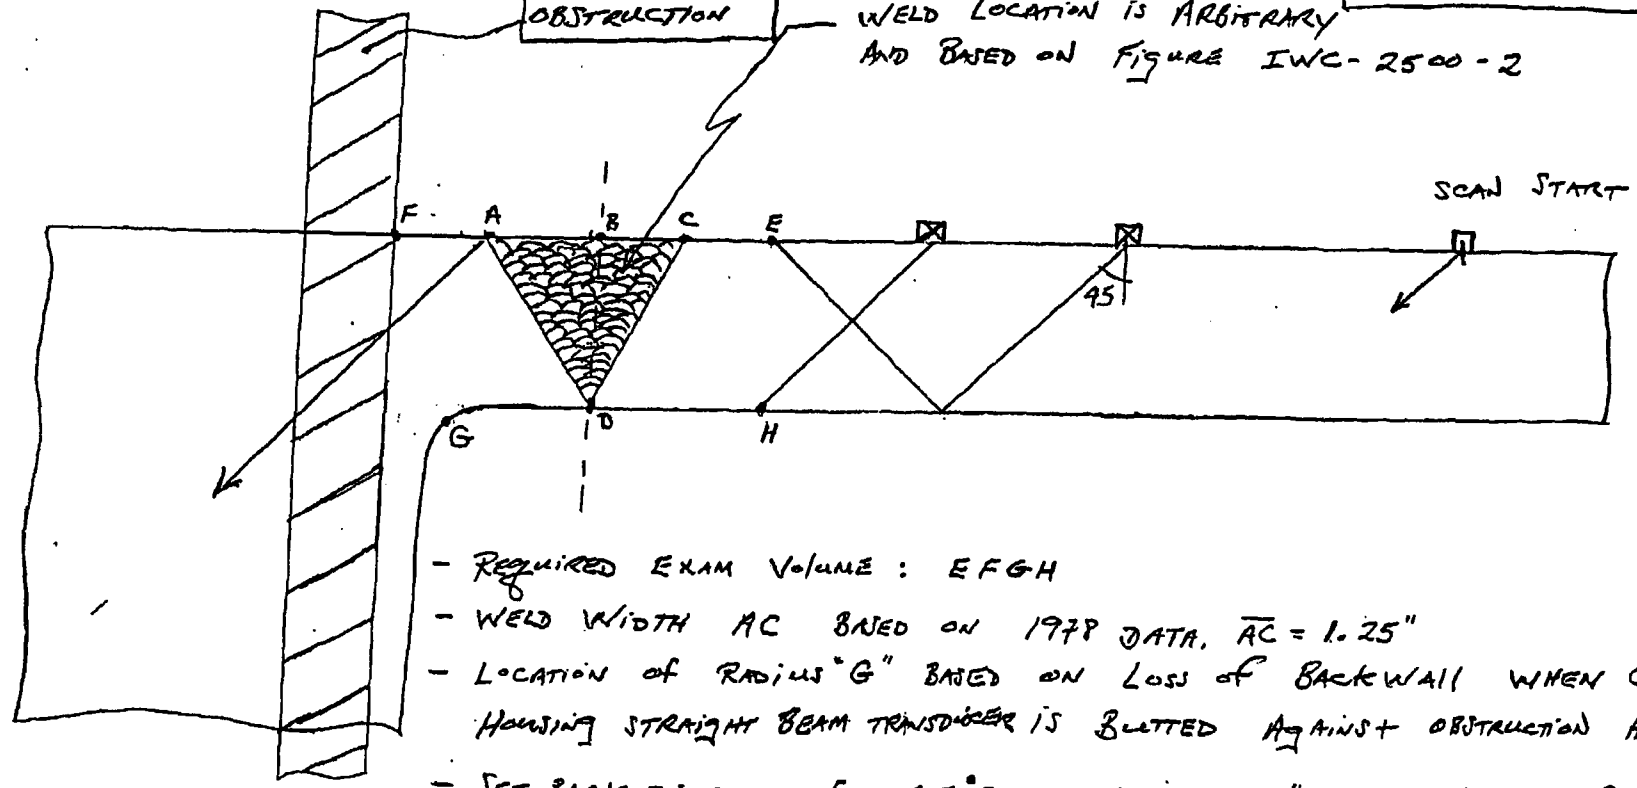 OBSTRUCTION
WELD LOCATION is ARBITRARY
AND BASED ON FiguRE IWC-2500-2
SCAN START
F A B C E
45
G D H
- REquiRED EXAM VoluME : EFGH
- WELD WiDTH AC BASED ON 1978 DATA. AC = 1.25"
- LOCATION of RADius "G" BASED ON LOSS of BACKWAll WHEN
HOusing STRAIGHT BEAM TRANSDUCER is BUTTED AgAINST OBSTRUCTION